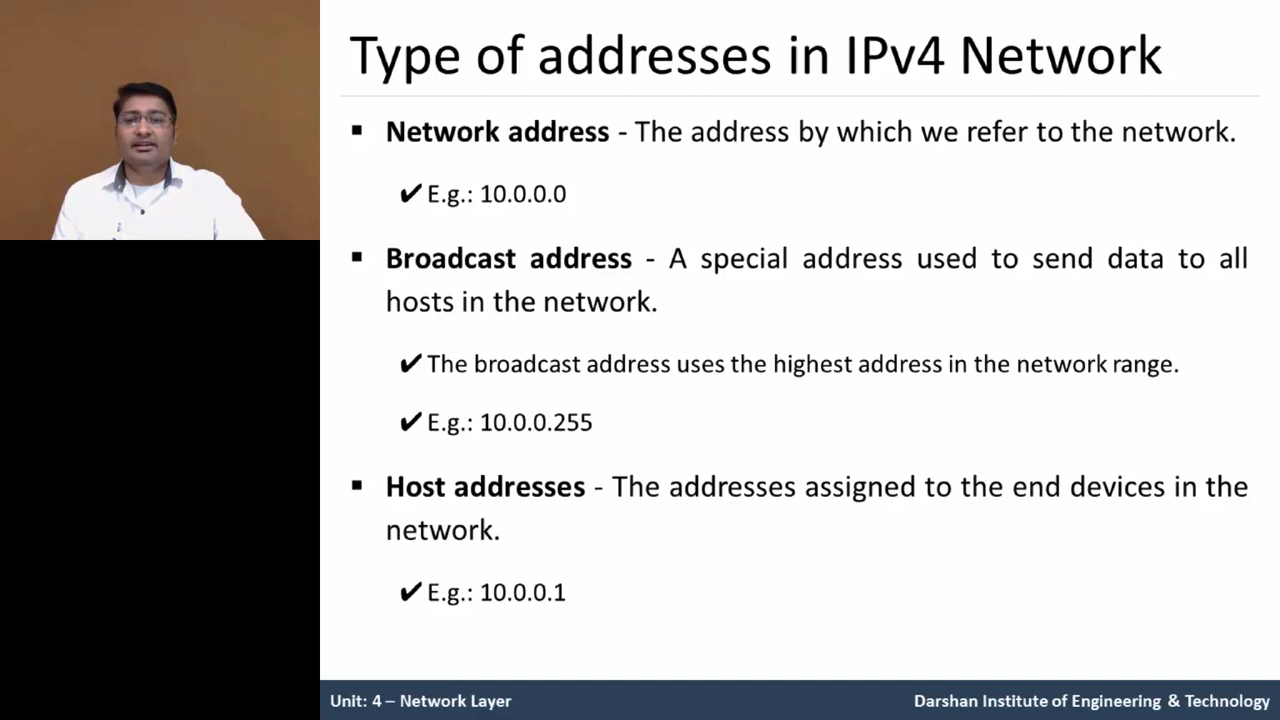 Type of addresses in IPv4 Network
▪ Network address - The address by which we refer to the network.
✔ E.g.: 10.0.0.0
▪ Broadcast address - A special address used to send data to all
hosts in the network.
✔ The broadcast address uses the highest address in the network range.
✔ E.g.: 10.0.0.255
▪ Host addresses - The addresses assigned to the end devices in the
network.
✔ E.g.: 10.0.0.1
Unit: 4 – Network Layer
Darshan Institute of Engineering & Technology